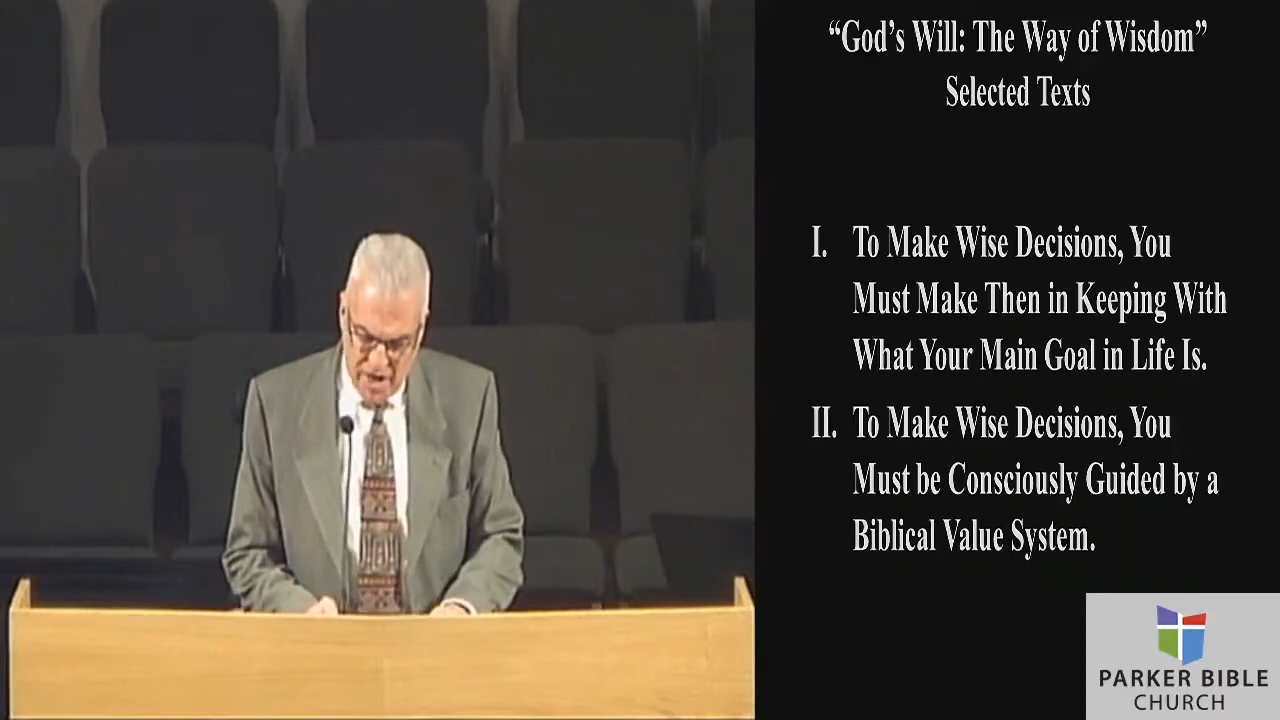 “God’s Will: The Way of Wisdom”
Selected Texts
I. To Make Wise Decisions, You
Must Make Then in Keeping With
What Your Main Goal in Life Is.
II. To Make Wise Decisions, You
Must be Consciously Guided by a
Biblical Value System.
PARKER BIBLE
CHURCH